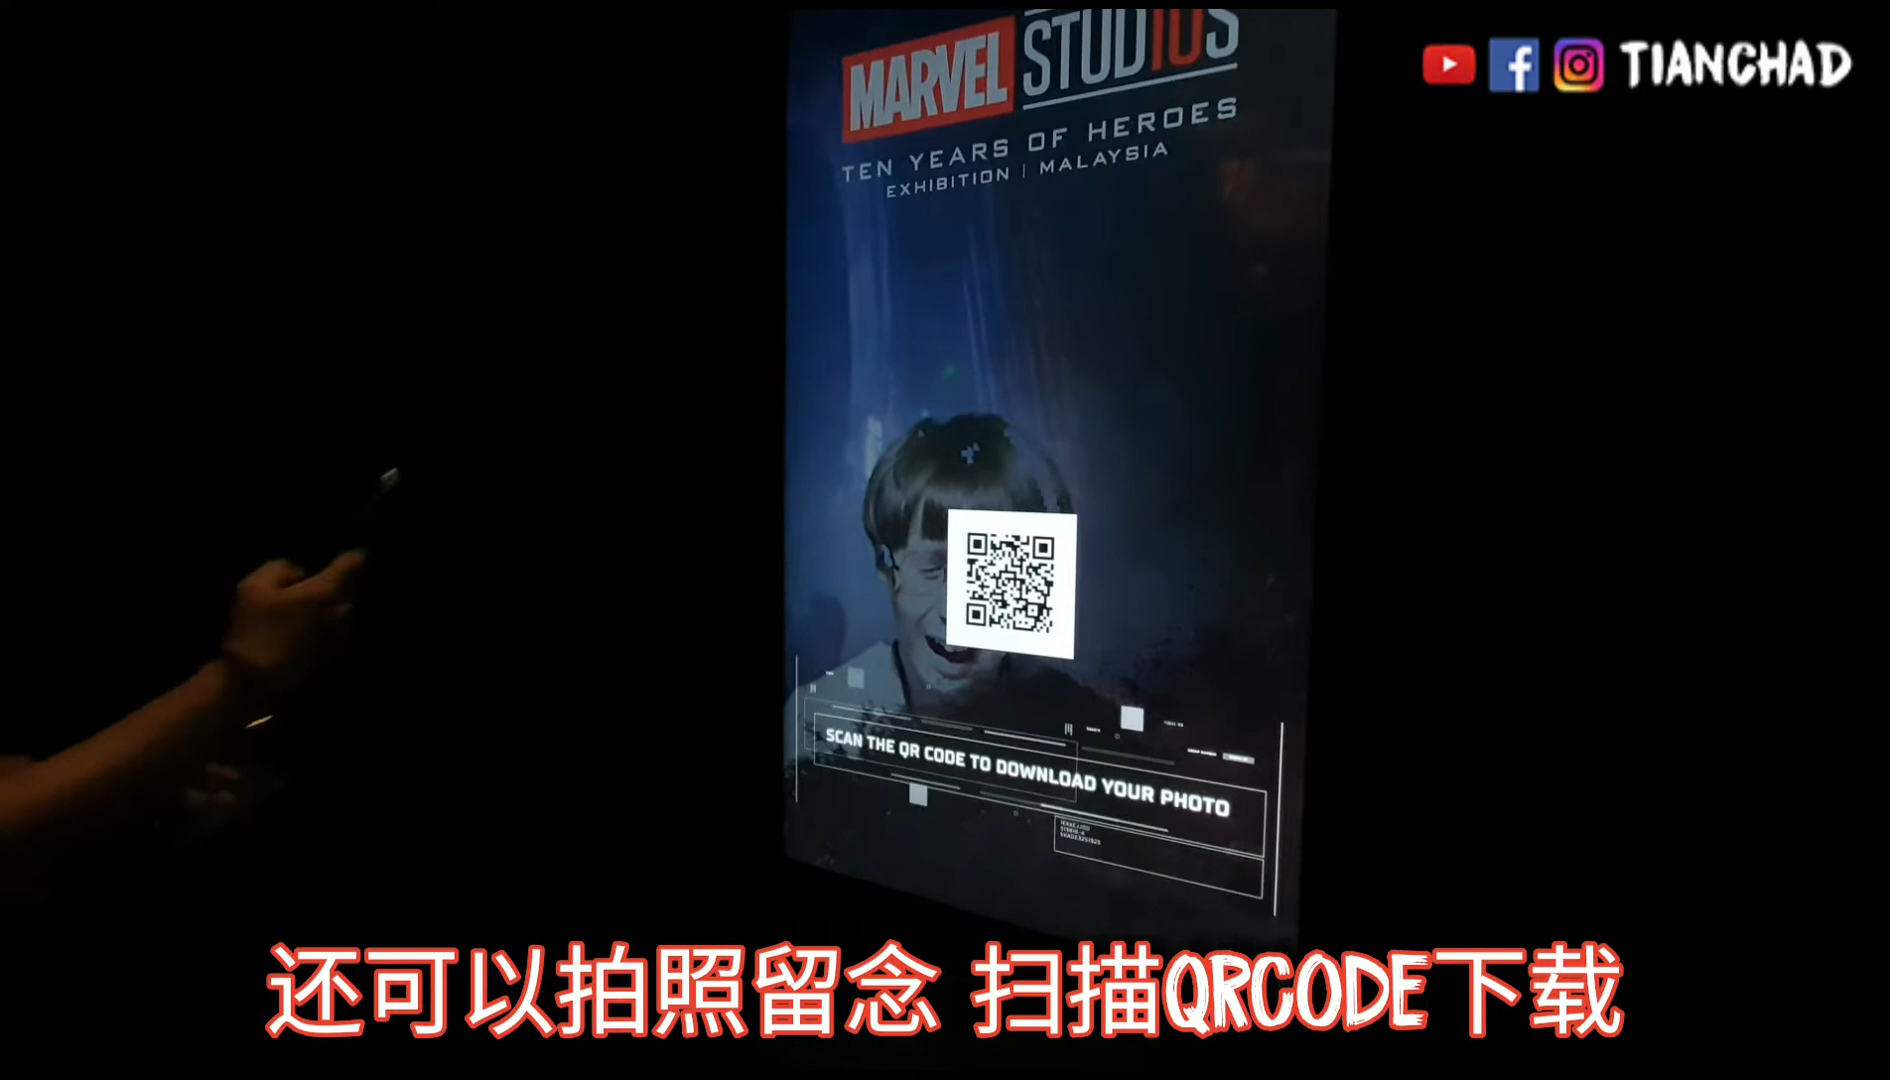 MARVEL STUDIOS
TEN YEARS OF HEROES
EXHIBITION | MALAYSIA
TIANCHAD
SCAN THE QR CODE TO DOWNLOAD YOUR PHOTO
还可以拍照留念 扫描QRCODE下载